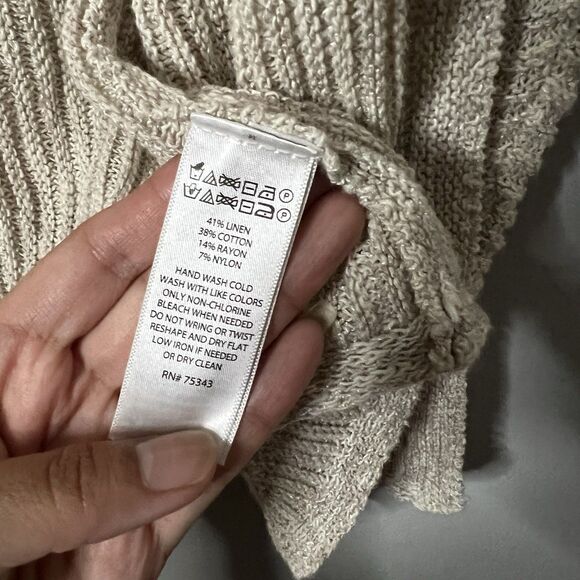 41% LINEN
38% COTTON
14% RAYON
7% NYLON
HAND WASH COLD
WASH WITH LIKE COLORS
ONLY NON-CHLORINE
BLEACH WHEN NEEDED
DO NOT WRING OR TWIST
RESHAPE AND DRY FLAT
LOW IRON IF NEEDED
OR DRY CLEAN
RN# 75343